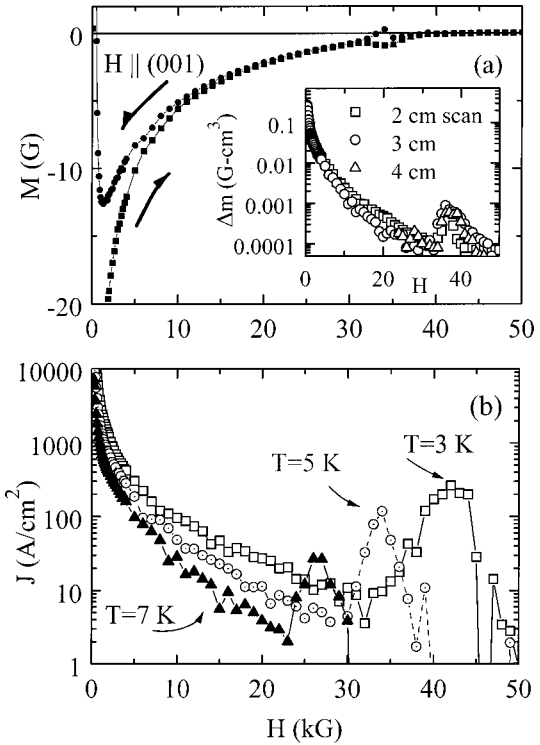 0
-10
-20
M (G)
H || (001)
(a)
0 10 20 30 40 50
0.1
0.01
0.001
0.0001
Δm (G-cm³)
2 cm scan
3 cm
4 cm
0 20 40
H
10000
1000
100
10
1
J (A/cm²)
(b)
T=3 K
T=5 K
T=7 K
0 10 20 30 40 50
H (kG)